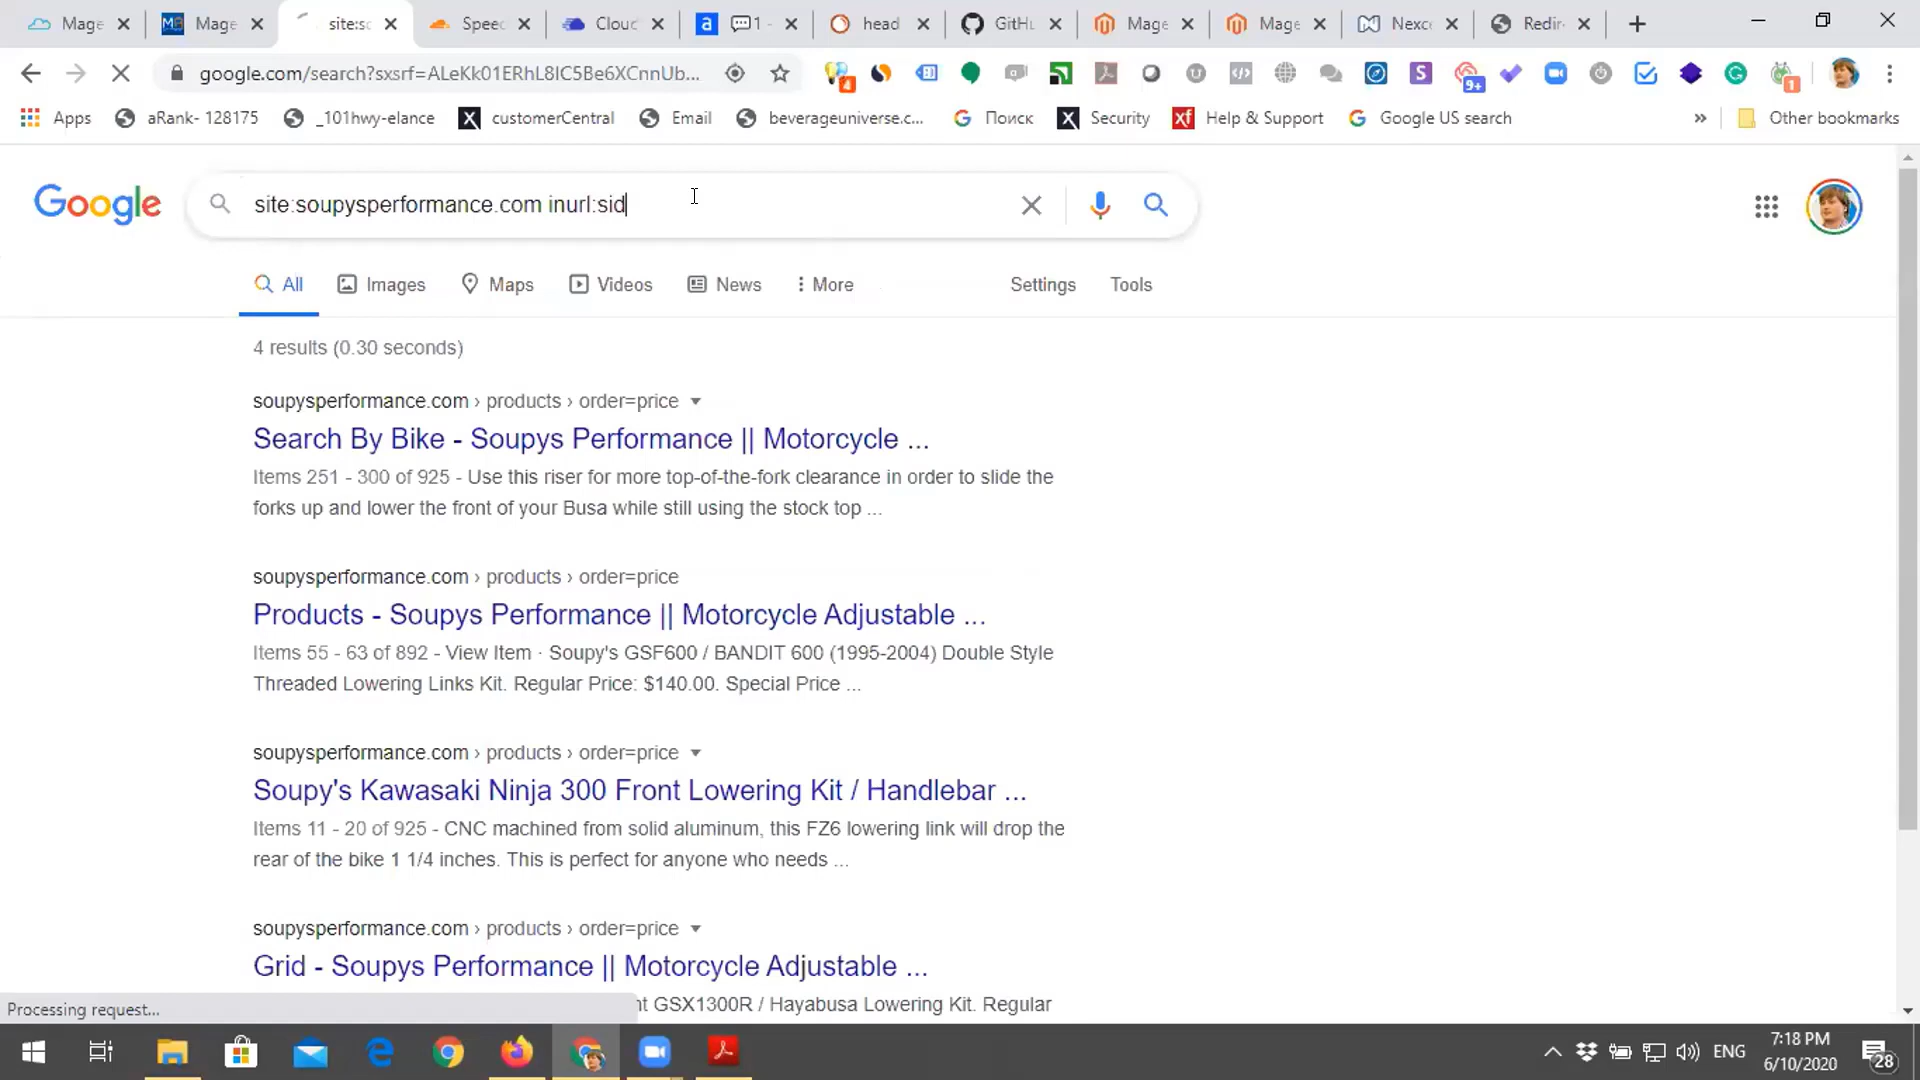 Mage
Mage
site:sc
Speec
Clouc
1 -
head
GitHu
Mage
Mage
Nexce
Redir
google.com/search?sxsrf=ALeKk01ERhL8IC5Be6XCnnUb...
4
9+
1
Apps
aRank- 128175
_101hwy-elance
customerCentral
Email
beverageuniverse.c...
Поиск
Security
Help & Support
Google US search
»
Other bookmarks
Google
site:soupysperformance.com inurl:sid
All
Images
Maps
Videos
News
More
Settings
Tools
4 results (0.30 seconds)
soupysperformance.com › products › order=price
Search By Bike - Soupys Performance || Motorcycle ...
Items 251 - 300 of 925 - Use this riser for more top-of-the-fork clearance in order to slide the
forks up and lower the front of your Busa while still using the stock top ...
soupysperformance.com › products › order=price
Products - Soupys Performance || Motorcycle Adjustable ...
Items 55 - 63 of 892 - View Item · Soupy's GSF600 / BANDIT 600 (1995-2004) Double Style
Threaded Lowering Links Kit. Regular Price: $140.00. Special Price ...
soupysperformance.com › products › order=price
Soupy's Kawasaki Ninja 300 Front Lowering Kit / Handlebar ...
Items 11 - 20 of 925 - CNC machined from solid aluminum, this FZ6 lowering link will drop the
rear of the bike 1 1/4 inches. This is perfect for anyone who needs ...
soupysperformance.com › products › order=price
Grid - Soupys Performance || Motorcycle Adjustable ...
nt GSX1300R / Hayabusa Lowering Kit. Regular
Processing request...
ENG
7:18 PM
6/10/2020
28